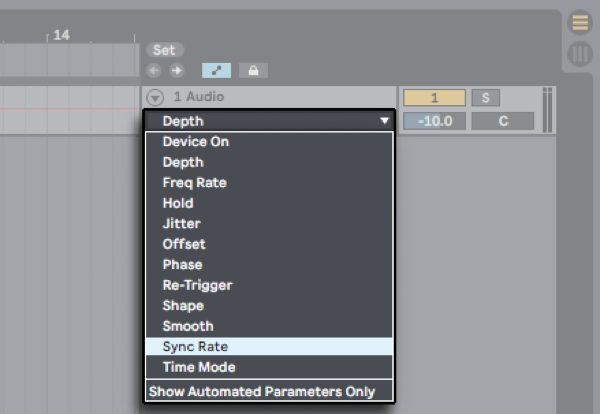 14
Set
1 Audio
1
S
Depth
-10.0
C
Device On
Depth
Freq Rate
Hold
Jitter
Offset
Phase
Re-Trigger
Shape
Smooth
Sync Rate
Time Mode
Show Automated Parameters Only